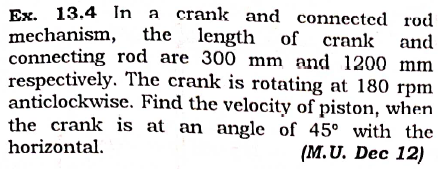 Ex. 13.4 In a crank and connected rod
mechanism, the length of crank and
connecting rod are 300 mm and 1200 mm
respectively. The crank is rotating at 180 rpm
anticlockwise. Find the velocity of piston, when
the crank is at an angle of 45° with the
horizontal. (M.U. Dec 12)